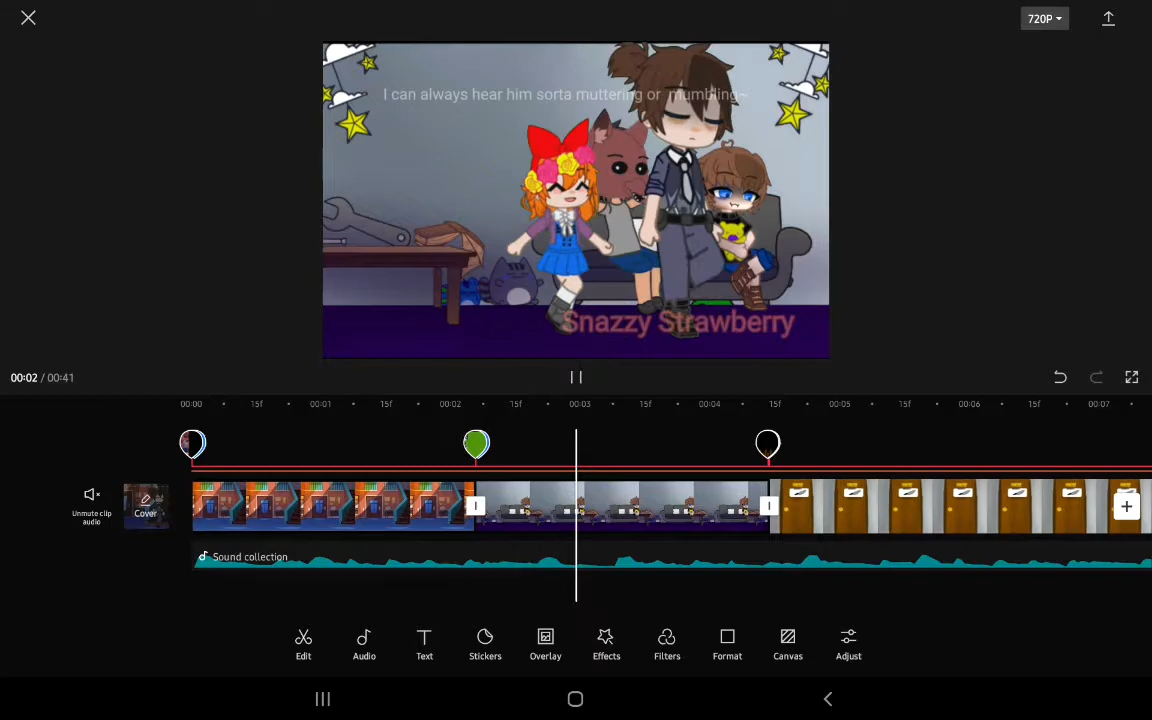 720P
I can always hear him sorta muttering or mumbling~
Snazzy Strawberry
00:02 / 00:41
00:00 15f 00:01 15f 00:02 15f 00:03 15f 00:04 15f 00:05 15f 00:06 15f 00:07
Unmute clip
audio
Cover
Sound collection
Edit Audio Text Stickers Overlay Effects Filters Format Canvas Adjust